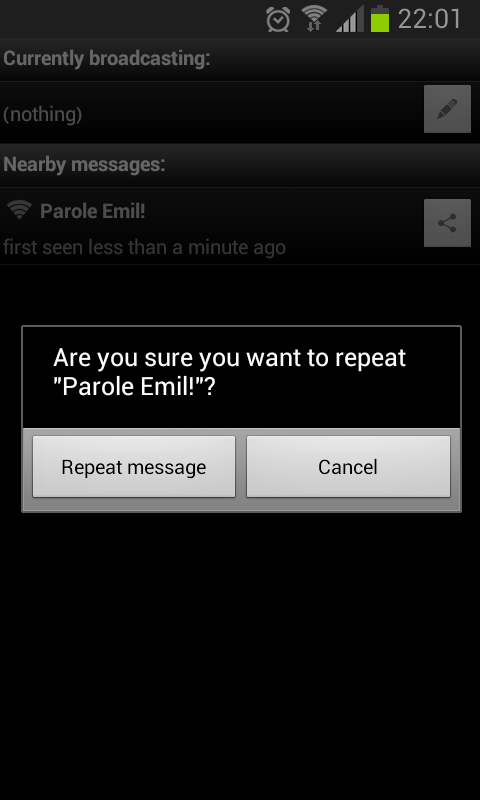 22:01
Currently broadcasting:
(nothing)
Nearby messages:
Parole Emil!
first seen less than a minute ago
Are you sure you want to repeat
"Parole Emil!"?
Repeat message
Cancel